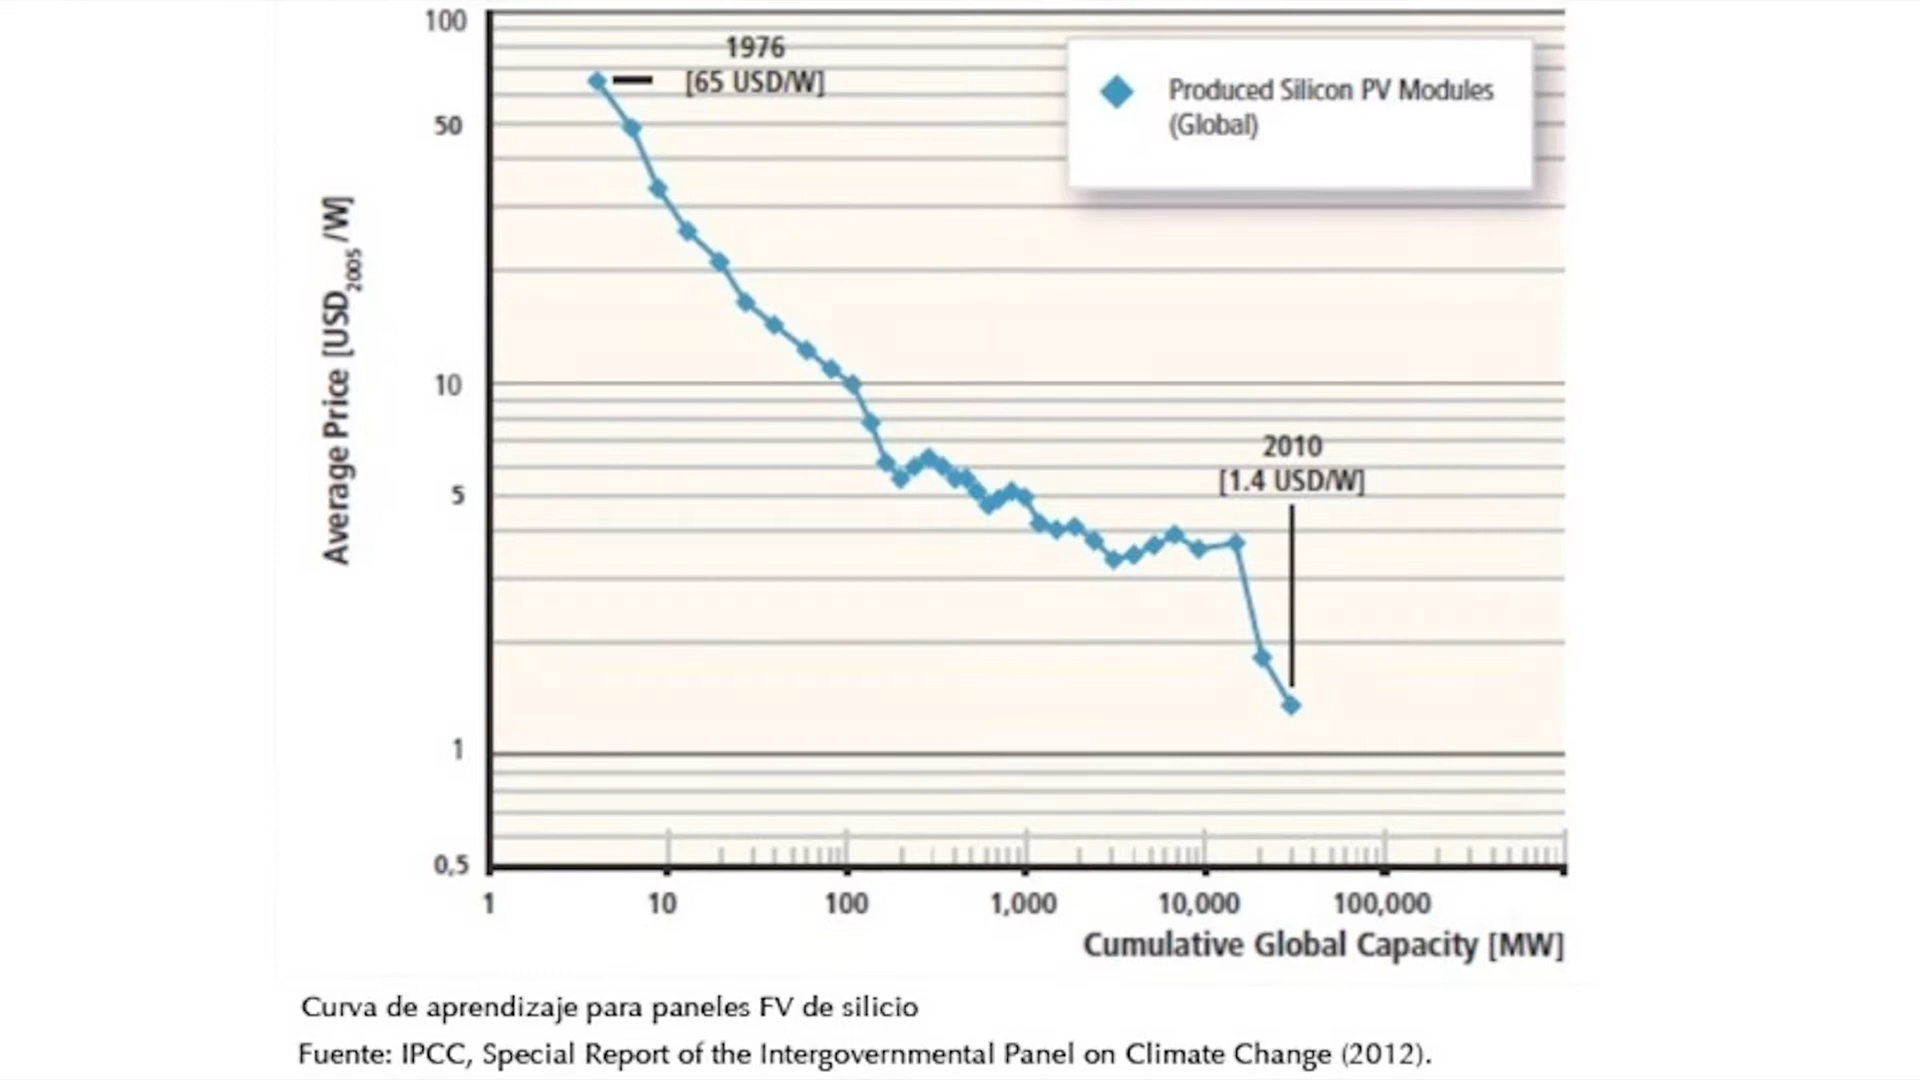 100
1976
[65 USD/W]
Produced Silicon PV Modules
(Global)
50
Average Price [USD2005/W]
10
2010
[1.4 USD/W]
5
1
0,5
1
10
100
1,000
10,000
100,000
Cumulative Global Capacity [MW]
Curva de aprendizaje para paneles FV de silicio
Fuente: IPCC, Special Report of the Intergovernmental Panel on Climate Change (2012).